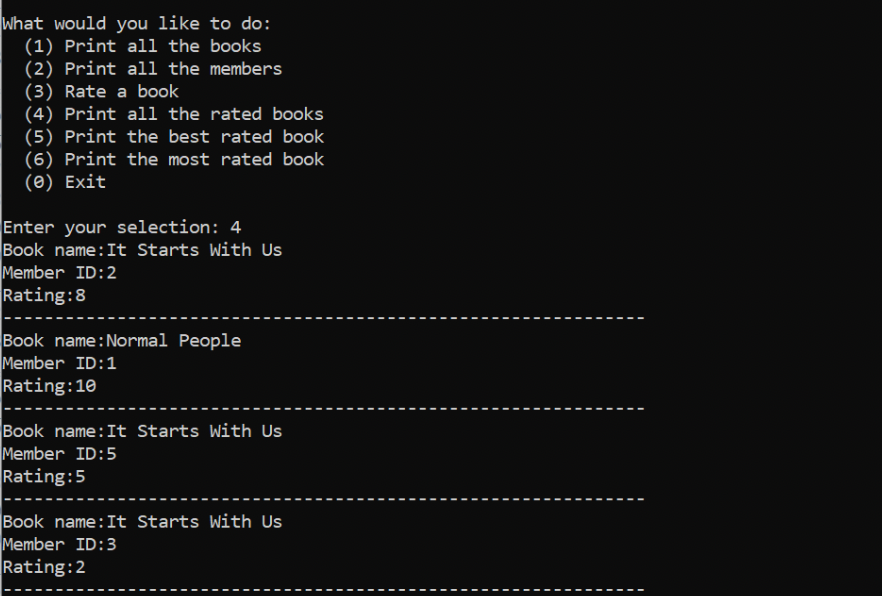 What would you like to do:
(1) Print all the books
(2) Print all the members
(3) Rate a book
(4) Print all the rated books
(5) Print the best rated book
(6) Print the most rated book
(0) Exit
Enter your selection: 4
Book name:It Starts With Us
Member ID:2
Rating:8
--------------------------------------------------------------
Book name:Normal People
Member ID:1
Rating:10
--------------------------------------------------------------
Book name:It Starts With Us
Member ID:5
Rating:5
--------------------------------------------------------------
Book name:It Starts With Us
Member ID:3
Rating:2
--------------------------------------------------------------